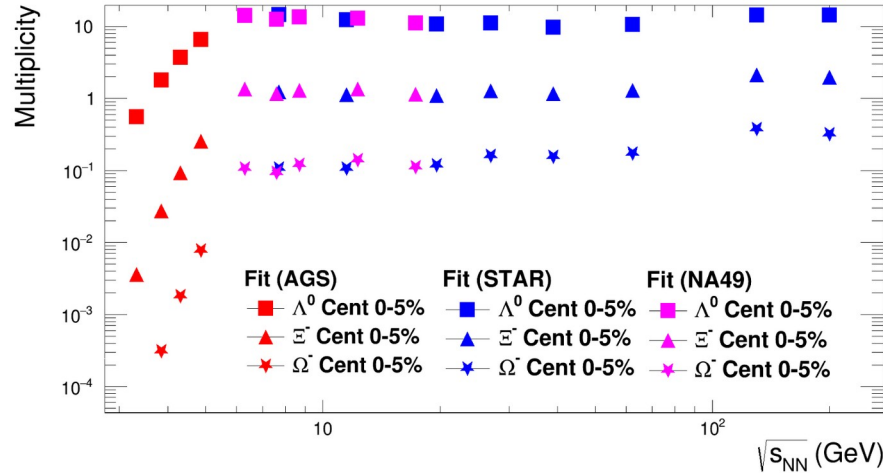 Multiplicity
10
1
10⁻¹
10⁻²
10⁻³
10⁻⁴
Fit (AGS) Fit (STAR) Fit (NA49)
Λ⁰ Cent 0-5% Λ⁰ Cent 0-5% Λ⁰ Cent 0-5%
Ξ⁻ Cent 0-5% Ξ⁻ Cent 0-5% Ξ⁻ Cent 0-5%
Ω⁻ Cent 0-5% Ω⁻ Cent 0-5% Ω⁻ Cent 0-5%
10 10²
√sNN (GeV)